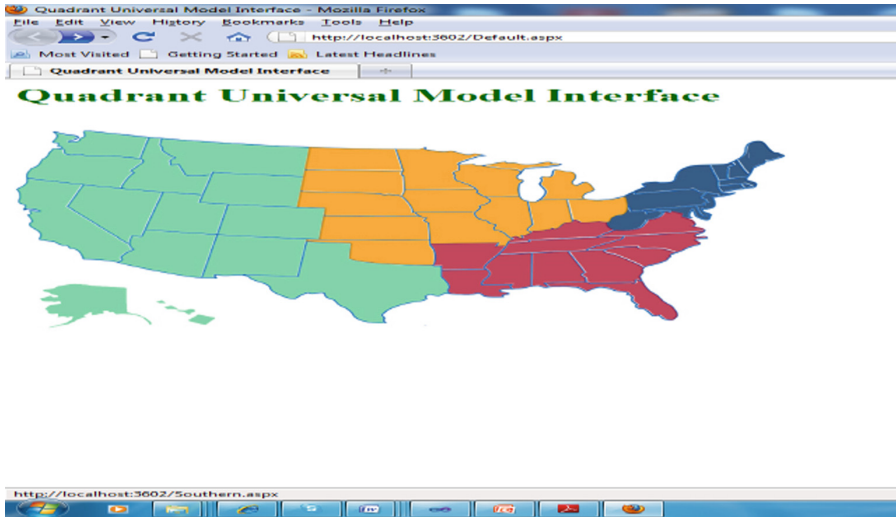 Quadrant Universal Model Interface - Mozilla Firefox
File Edit View History Bookmarks Tools Help
http://localhost:3602/Default.aspx
Most Visited Getting Started Latest Headlines
Quadrant Universal Model Interface
Quadrant Universal Model Interface
http://localhost:3602/Southern.aspx